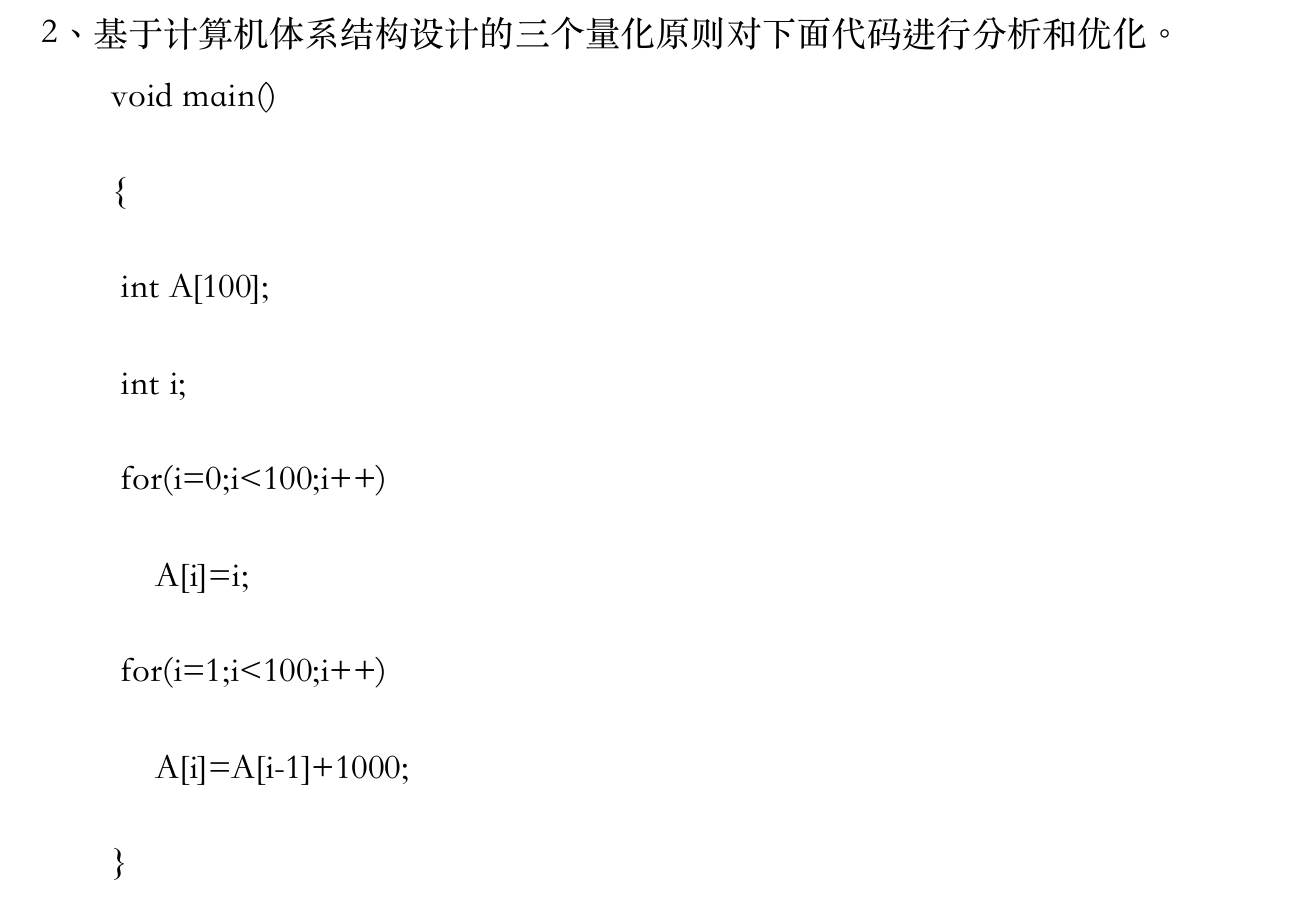 2、基于计算机体系结构设计的三个量化原则对下面代码进行分析和优化。
void main()
{
int A[100];
int i;
for(i=0;i<100;i++)
A[i]=i;
for(i=1;i<100;i++)
A[i]=A[i-1]+1000;
}